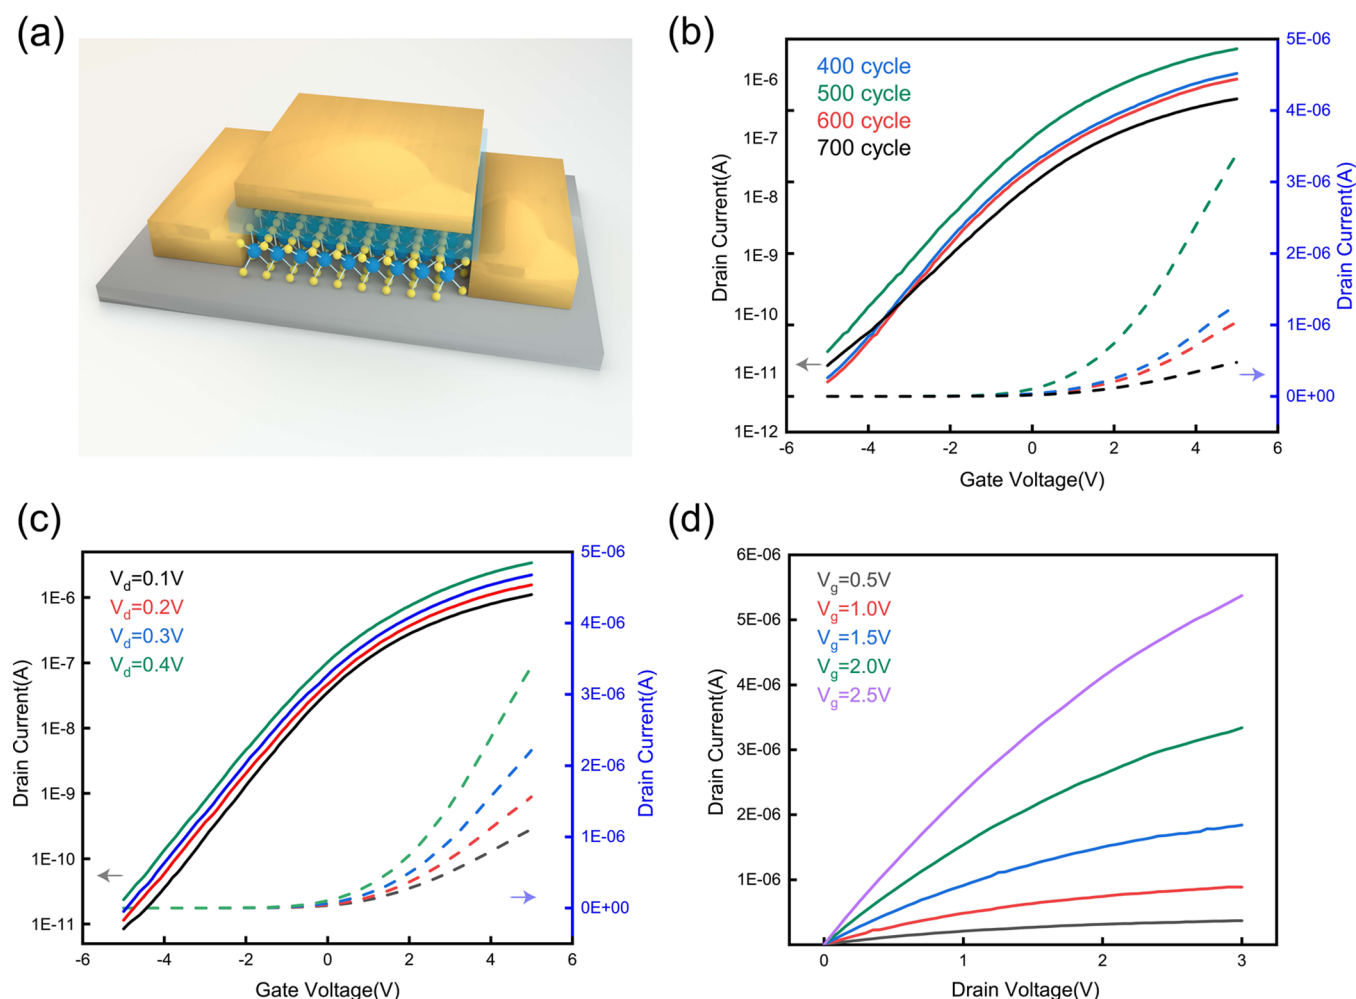 (a)
(b)
400 cycle
500 cycle
600 cycle
700 cycle
1E-6
1E-7
1E-8
1E-9
1E-10
1E-11
1E-12
Drain Current(A)
5E-06
4E-06
3E-06
2E-06
1E-06
0E+00
Drain Current(A)
-6 -4 -2 0 2 4 6
Gate Voltage(V)
(c)
Vd=0.1V
Vd=0.2V
Vd=0.3V
Vd=0.4V
1E-6
1E-7
1E-8
1E-9
1E-10
1E-11
Drain Current(A)
5E-06
4E-06
3E-06
2E-06
1E-06
0E+00
Drain Current(A)
-6 -4 -2 0 2 4 6
Gate Voltage(V)
(d)
Vg=0.5V
Vg=1.0V
Vg=1.5V
Vg=2.0V
Vg=2.5V
6E-06
5E-06
4E-06
3E-06
2E-06
1E-06
Drain Current(A)
0 1 2 3
Drain Voltage(V)